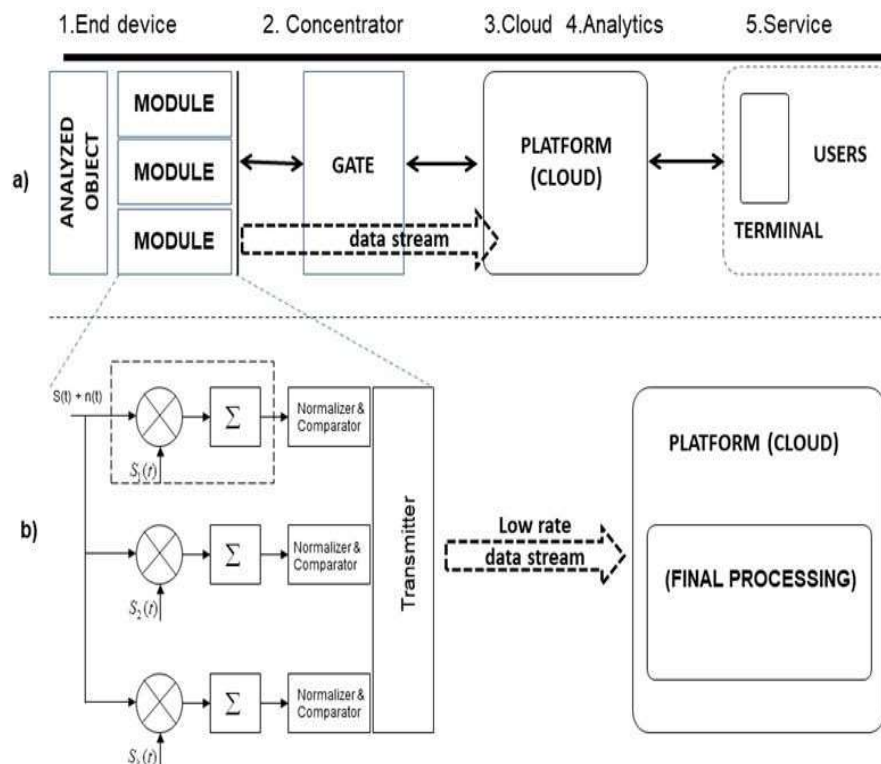 1.End device 2. Concentrator 3.Cloud 4.Analytics 5.Service
a)
ANALYZED
OBJECT
MODULE
MODULE
MODULE
GATE
data stream
PLATFORM
(CLOUD)
USERS
TERMINAL
b)
S(t) + n(t)
Σ
Normalizer &
Comparator
S₁(t)
Σ
Normalizer &
Comparator
S₂(t)
Σ
Normalizer &
Comparator
Transmitter
Low rate
data stream
PLATFORM (CLOUD)
(FINAL PROCESSING)